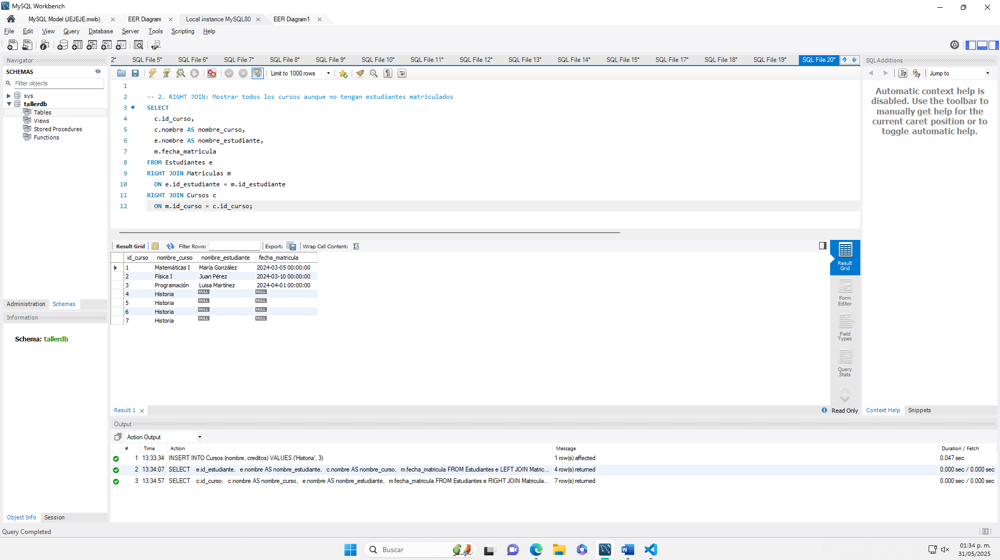 MySQL Workbench
MySQL Model (JEJEJE.mwb) EER Diagram Local instance MySQL80 EER Diagram1
File Edit View Query Database Server Tools Scripting Help
Navigator
SCHEMAS
Filter objects
sys
tallerdb
Tables
Views
Stored Procedures
Functions
Administration Schemas
Information
Schema: tallerdb
Object Info Session
2* SQL File 5* SQL File 6* SQL File 7* SQL File 8* SQL File 9* SQL File 10* SQL File 11* SQL File 12* SQL File 13* SQL File 14* SQL File 15* SQL File 17* SQL File 18* SQL File 19* SQL File 20*
Limit to 1000 rows
1
2 -- 2. RIGHT JOIN: Mostrar todos los cursos aunque no tengan estudiantes matriculados
3 SELECT
4 c.id_curso,
5 c.nombre AS nombre_curso,
6 e.nombre AS nombre_estudiante,
7 m.fecha_matricula
8 FROM Estudiantes e
9 RIGHT JOIN Matriculas m
10 ON e.id_estudiante = m.id_estudiante
11 RIGHT JOIN Cursos c
12 ON m.id_curso = c.id_curso;
Result Grid Filter Rows: Export: Wrap Cell Content:
id_curso nombre_curso nombre_estudiante fecha_matricula
1 Matemáticas I María González 2024-03-05 00:00:00
2 Física I Juan Pérez 2024-03-10 00:00:00
3 Programación Luisa Martínez 2024-04-01 00:00:00
4 Historia NULL NULL
5 Historia NULL NULL
6 Historia NULL NULL
7 Historia NULL NULL
Result
Grid
Form
Editor
Field
Types
Query
Stats
Result 1 Read Only
SQLAdditions
Jump to
Automatic context help is
disabled. Use the toolbar to
manually get help for the
current caret position or to
toggle automatic help.
Context Help Snippets
Output
Action Output
# Time Action Message Duration / Fetch
1 13:33:34 INSERT INTO Cursos (nombre, creditos) VALUES ('Historia', 3) 1 row(s) affected 0.047 sec
2 13:34:07 SELECT e.id_estudiante, e.nombre AS nombre_estudiante, c.nombre AS nombre_curso, m.fecha_matricula FROM Estudiantes e LEFT JOIN Matric... 4 row(s) returned 0.000 sec / 0.000 sec
3 13:34:57 SELECT c.id_curso, c.nombre AS nombre_curso, e.nombre AS nombre_estudiante, m.fecha_matricula FROM Estudiantes e RIGHT JOIN Matricula... 7 row(s) returned 0.000 sec / 0.000 sec
Query Completed
Buscar
01:34 p. m.
31/05/2025